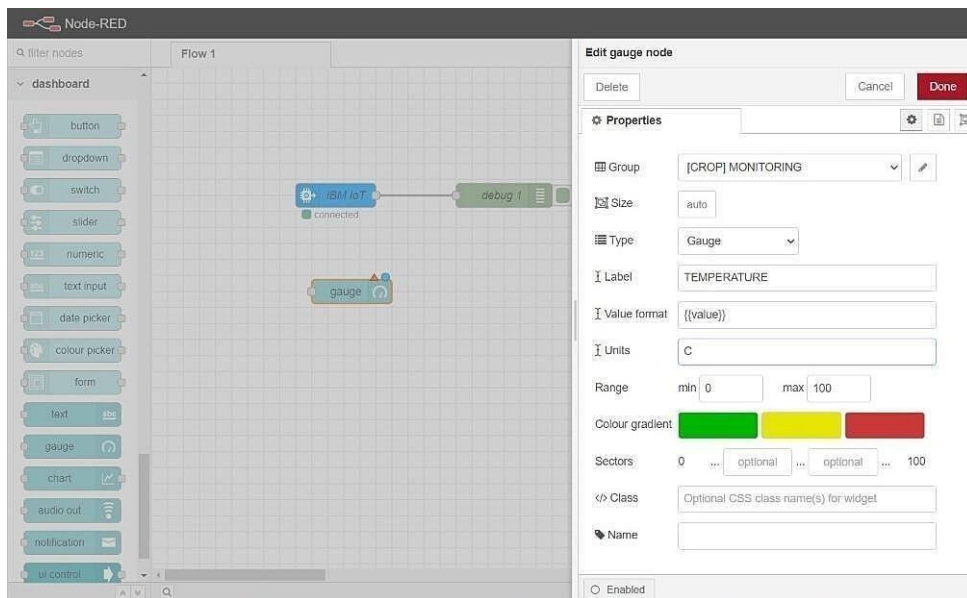 Node-RED
filter nodes
Flow 1
Edit gauge node
dashboard
Delete
Cancel
Done
Properties
button
dropdown
switch
slider
123
numeric
abc
text input
date picker
colour picker
form
text
abc
gauge
chart
audio out
notification
ui control
IBM IoT
connected
debug 1
gauge
Group
[CROP] MONITORING
Size
auto
Type
Gauge
Label
TEMPERATURE
Value format
{{value}}
Units
C
Range
min 0
max 100
Colour gradient
Sectors
0 ... optional ... optional ... 100
</> Class
Optional CSS class name(s) for widget
Name
Enabled